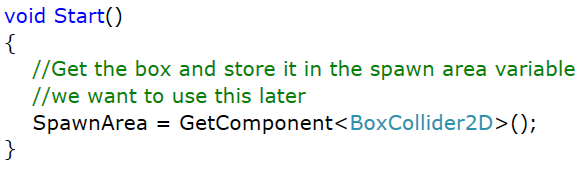 void Start()
{
//Get the box and store it in the spawn area variable
//we want to use this later
SpawnArea = GetComponent<BoxCollider2D>();
}